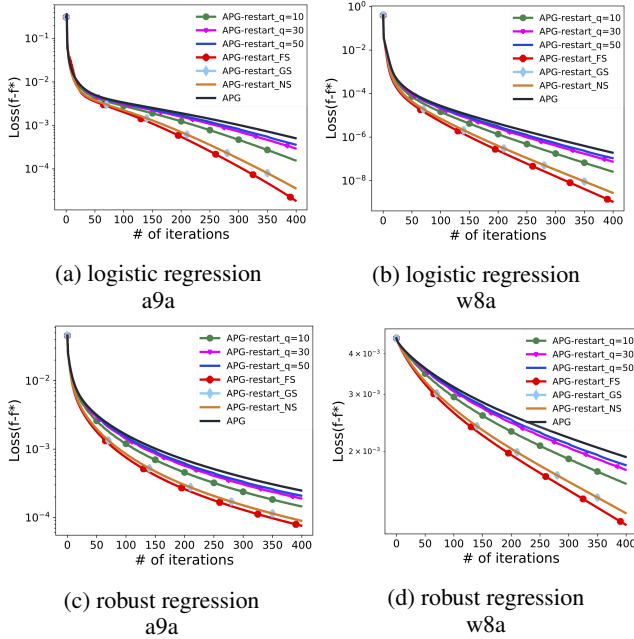 Loss(f-f*)
10⁻¹
10⁻²
10⁻³
10⁻⁴
0 50 100 150 200 250 300 350 400
# of iterations
APG-restart_q=10
APG-restart_q=30
APG-restart_q=50
APG-restart_FS
APG-restart_GS
APG-restart_NS
APG
(a) logistic regression
a9a
Loss(f-f*)
10⁰
10⁻²
10⁻⁴
10⁻⁶
10⁻⁸
0 50 100 150 200 250 300 350 400
# of iterations
APG-restart_q=10
APG-restart_q=30
APG-restart_q=50
APG-restart_FS
APG-restart_GS
APG-restart_NS
APG
(b) logistic regression
w8a
Loss(f-f*)
10⁻²
10⁻³
10⁻⁴
0 50 100 150 200 250 300 350 400
# of iterations
APG-restart_q=10
APG-restart_q=30
APG-restart_q=50
APG-restart_FS
APG-restart_GS
APG-restart_NS
APG
(c) robust regression
a9a
Loss(f-f*)
4 × 10⁻³
3 × 10⁻³
2 × 10⁻³
0 50 100 150 200 250 300 350 400
# of iterations
APG-restart_q=10
APG-restart_q=30
APG-restart_q=50
APG-restart_FS
APG-restart_GS
APG-restart_NS
APG
(d) robust regression
w8a